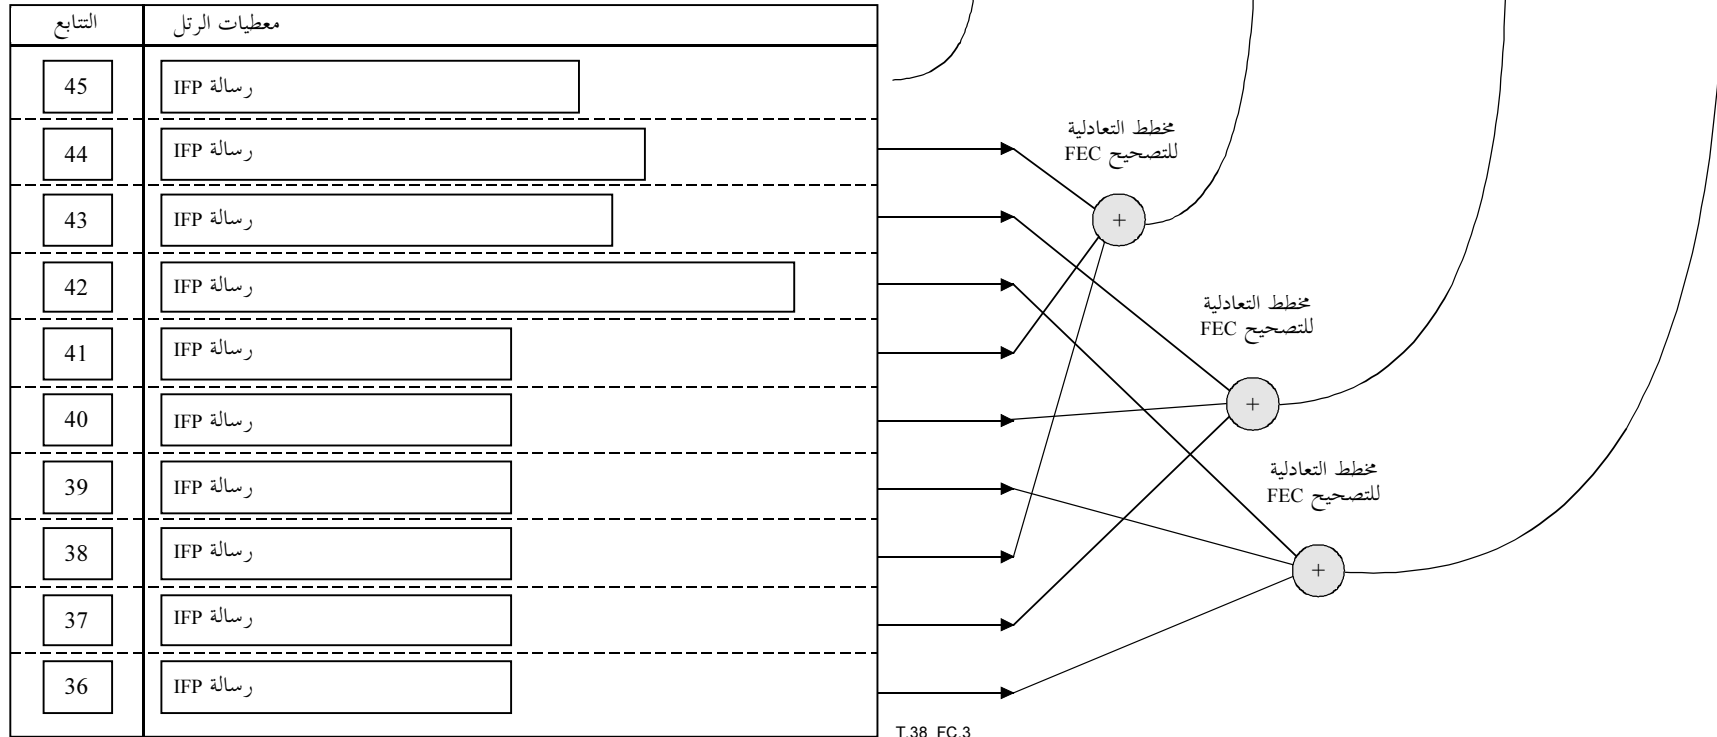 التتابع
معطيات الرتل
45
رسالة IFP
44
رسالة IFP
43
رسالة IFP
42
رسالة IFP
41
رسالة IFP
40
رسالة IFP
39
رسالة IFP
38
رسالة IFP
37
رسالة IFP
36
رسالة IFP
مخطط التعادلية
للتصحيح FEC
+
مخطط التعادلية
للتصحيح FEC
+
مخطط التعادلية
للتصحيح FEC
+
T.38_FC.3